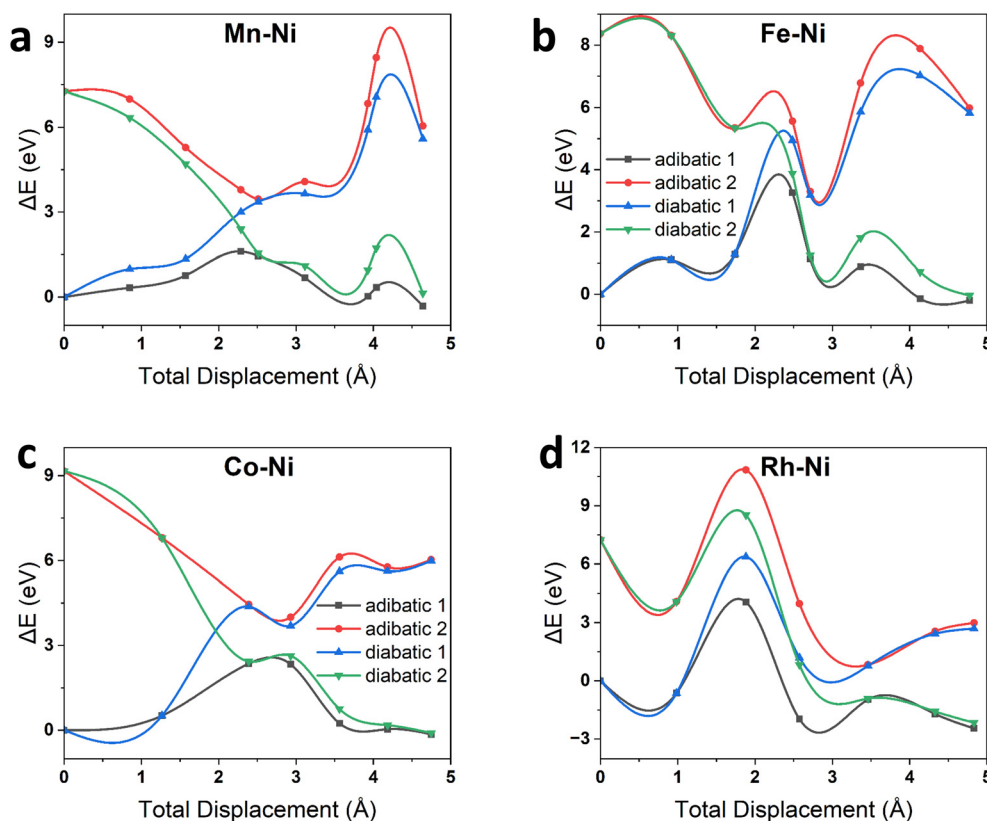 a
Mn-Ni
9
6
3
0
ΔE (eV)
0 1 2 3 4 5
Total Displacement (Å)
b
Fe-Ni
8
6
4
2
0
ΔE (eV)
adibatic 1
adibatic 2
diabatic 1
diabatic 2
0 1 2 3 4 5
Total Displacement (Å)
c
Co-Ni
9
6
3
0
ΔE (eV)
adibatic 1
adibatic 2
diabatic 1
diabatic 2
0 1 2 3 4 5
Total Displacement (Å)
d
Rh-Ni
12
9
6
3
0
−3
ΔE (eV)
0 1 2 3 4 5
Total Displacement (Å)